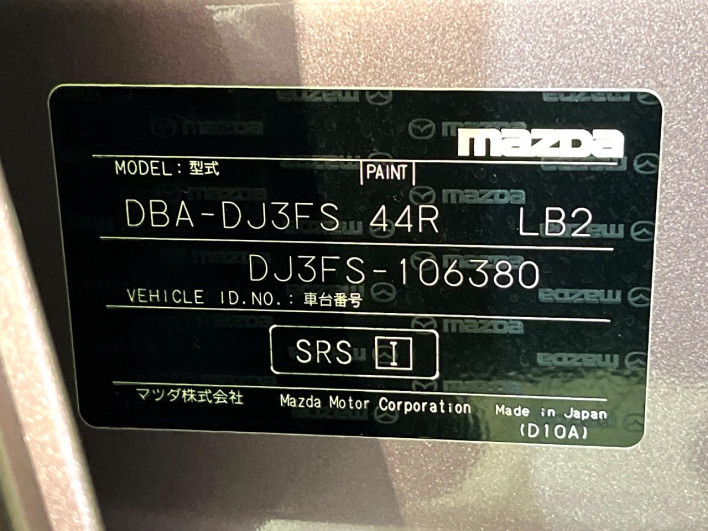 mazda
MODEL：型式 PAINT
DBA-DJ3FS 44R LB2
DJ3FS-106380
VEHICLE ID.NO.：車台番号
SRS I
マツダ株式会社 Mazda Motor Corporation Made in Japan
(D10A)